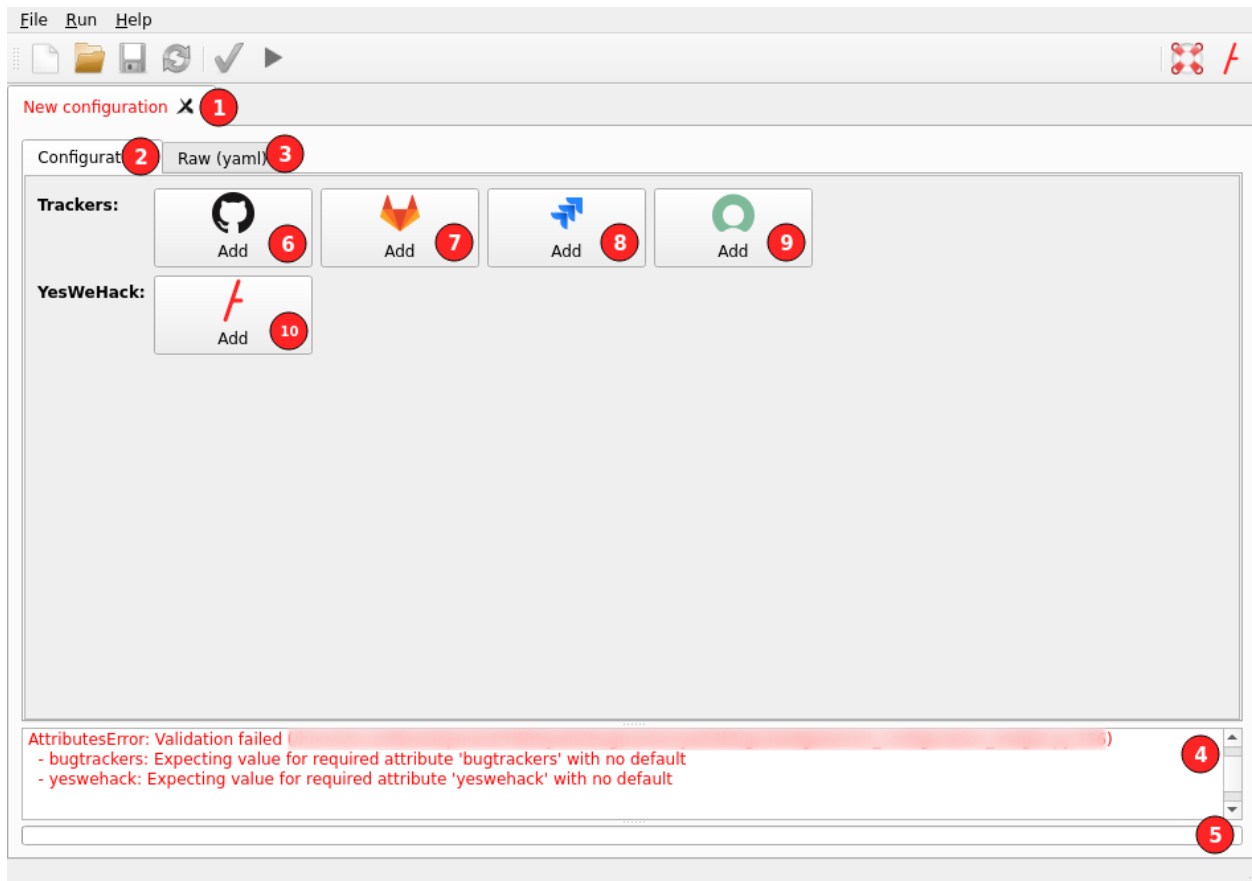 File Run Help
New configuration 1
Configurat 2 Raw (yaml) 3
Trackers:
Add 6
Add 7
Add 8
Add 9
YesWeHack:
Add 10
AttributesError: Validation failed (
)
- bugtrackers: Expecting value for required attribute 'bugtrackers' with no default
- yeswehack: Expecting value for required attribute 'yeswehack' with no default
4
5